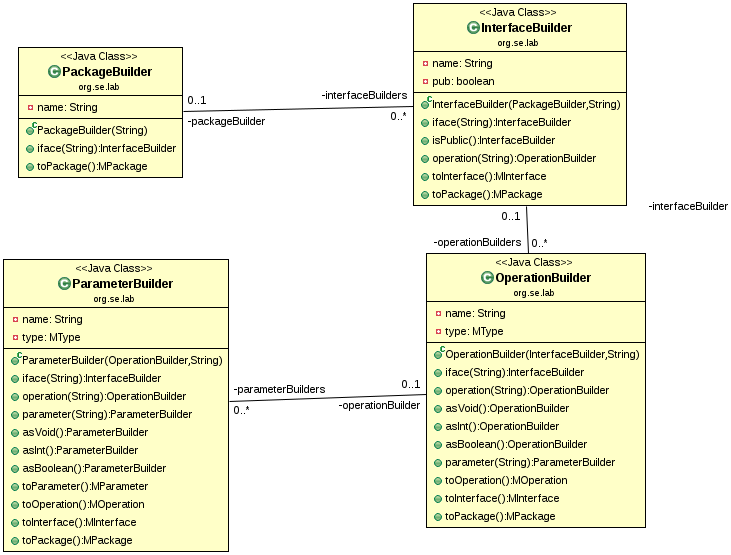 <<Java Class>>
PackageBuilder
org.se.lab
name: String
PackageBuilder(String)
iface(String):InterfaceBuilder
toPackage():MPackage
0..1
-packageBuilder
-interfaceBuilders
0..*
<<Java Class>>
InterfaceBuilder
org.se.lab
name: String
pub: boolean
InterfaceBuilder(PackageBuilder,String)
iface(String):InterfaceBuilder
isPublic():InterfaceBuilder
operation(String):OperationBuilder
toInterface():MInterface
toPackage():MPackage
0..1
-interfaceBuilder
-operationBuilders
0..*
<<Java Class>>
ParameterBuilder
org.se.lab
name: String
type: MType
ParameterBuilder(OperationBuilder,String)
iface(String):InterfaceBuilder
operation(String):OperationBuilder
parameter(String):ParameterBuilder
asVoid():ParameterBuilder
asInt():ParameterBuilder
asBoolean():ParameterBuilder
toParameter():MParameter
toOperation():MOperation
toInterface():MInterface
toPackage():MPackage
-parameterBuilders
0..*
0..1
-operationBuilder
<<Java Class>>
OperationBuilder
org.se.lab
name: String
type: MType
OperationBuilder(InterfaceBuilder,String)
iface(String):InterfaceBuilder
operation(String):OperationBuilder
asVoid():OperationBuilder
asInt():OperationBuilder
asBoolean():OperationBuilder
parameter(String):ParameterBuilder
toOperation():MOperation
toInterface():MInterface
toPackage():MPackage